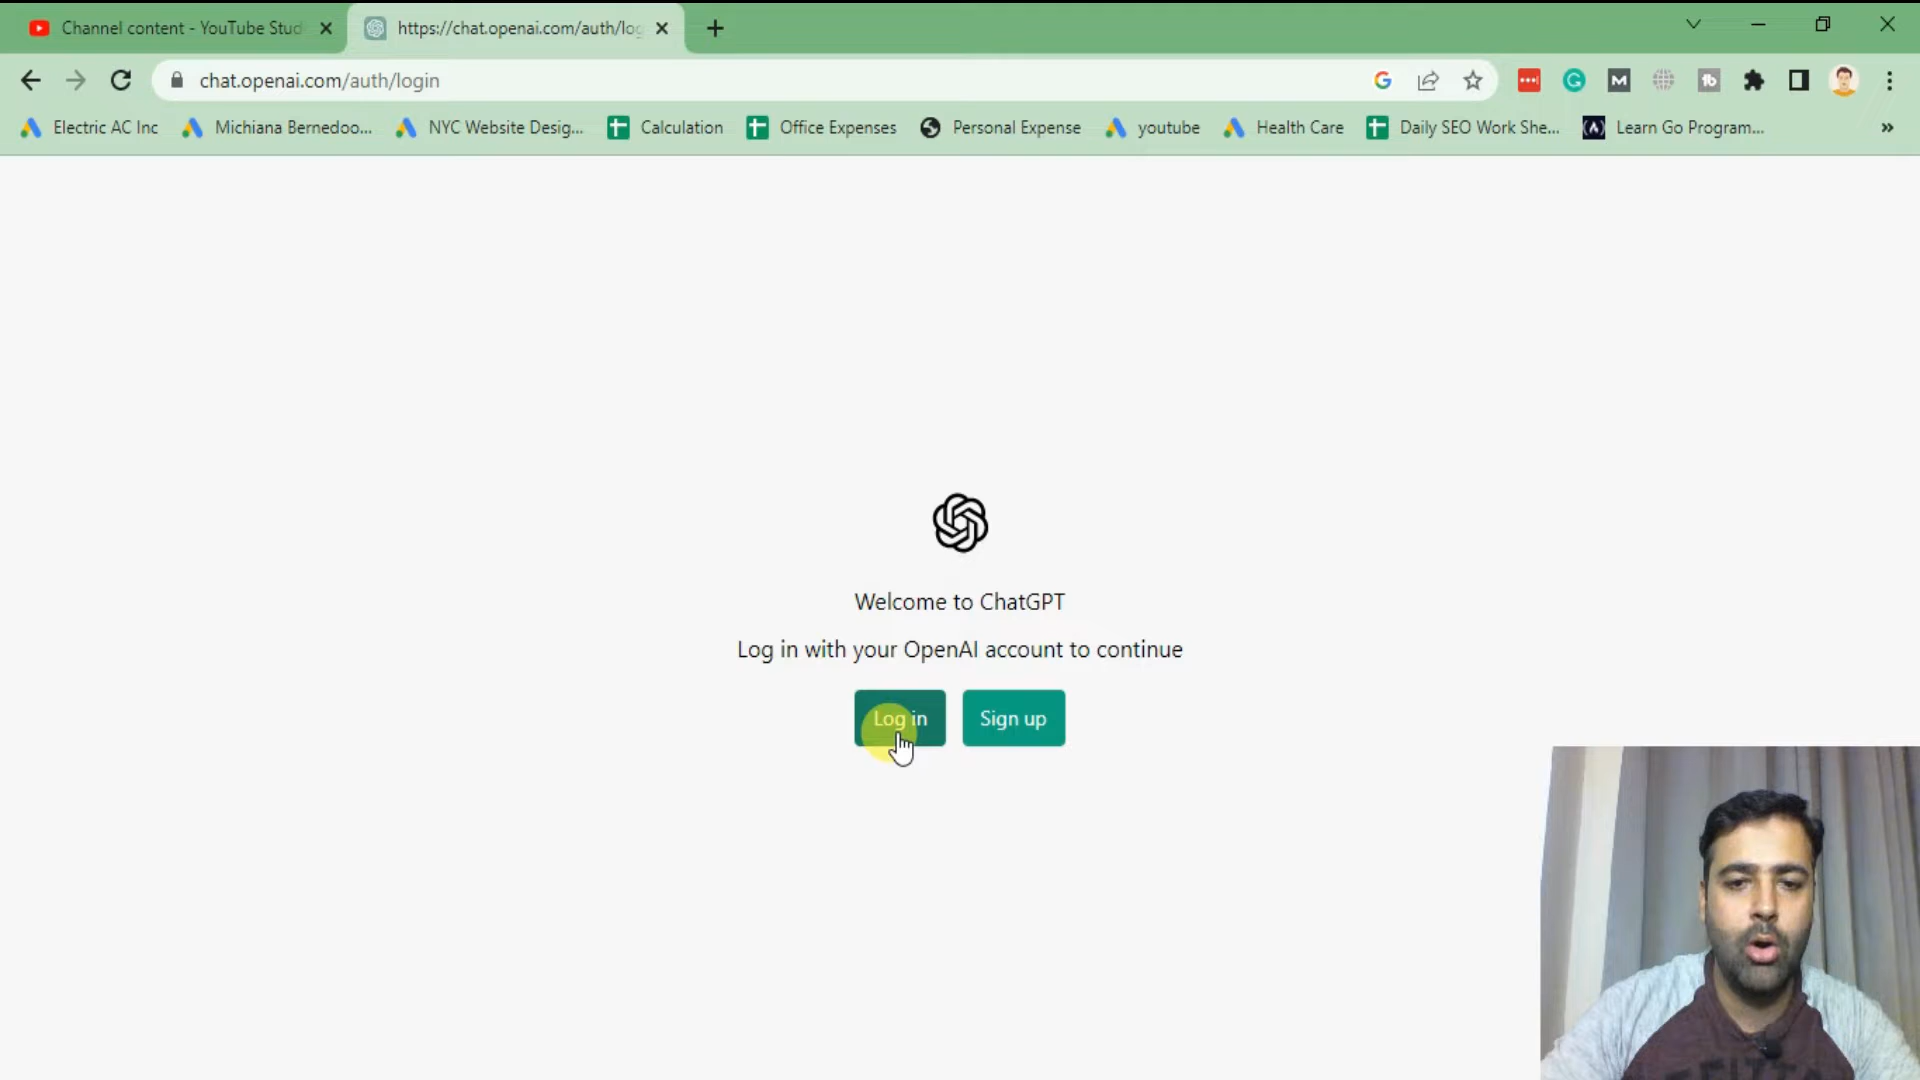 Channel content - YouTube Stud
https://chat.openai.com/auth/log
chat.openai.com/auth/login
Electric AC Inc
Michiana Bernedoo...
NYC Website Desig...
Calculation
Office Expenses
Personal Expense
youtube
Health Care
Daily SEO Work She...
Learn Go Program...
Welcome to ChatGPT
Log in with your OpenAI account to continue
Log in
Sign up